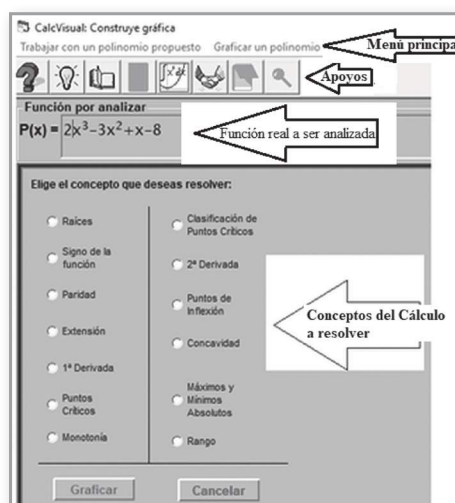 CalcVisual: Construye gráfica
Trabajar con un polinomio propuesto Graficar un polinomio
Menú principa
Apoyos
Función por analizar
P(x) = 2x³−3x²+x−8
Función real a ser analizada
Elige el concepto que deseas resolver:
Raíces
Signo de la
función
Paridad
Extensión
1ª Derivada
Puntos
Críticos
Monotonía
Clasificación de
Puntos Críticos
2ª Derivada
Puntos de
Inflexión
Concavidad
Máximos y
Mínimos
Absolutos
Rango
Conceptos del Cálculo
a resolver
Graficar
Cancelar